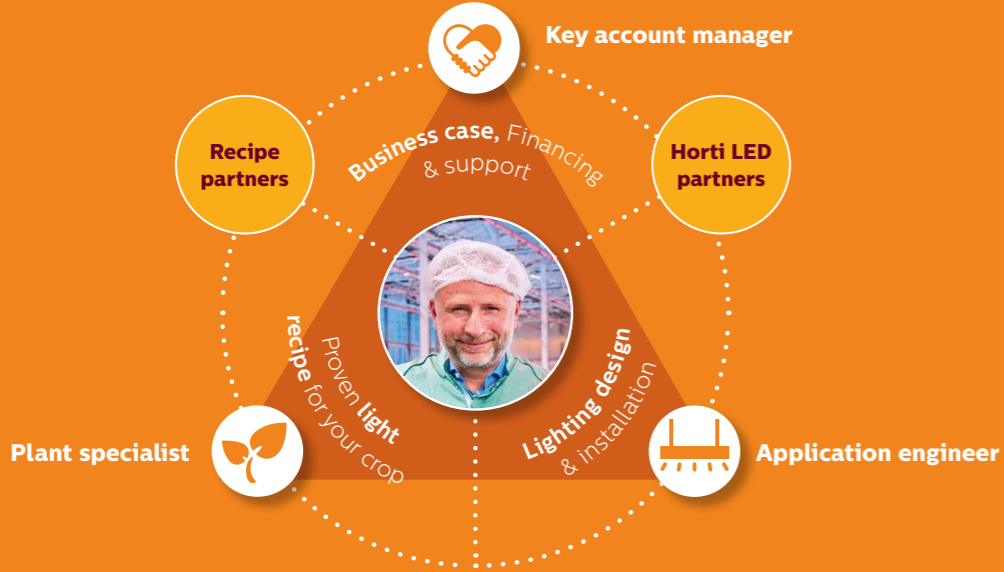 Key account manager
Recipe
partners
Business case, Financing
& support
Horti LED
partners
Proven light
recipe for your crop
Lighting design
& installation
Plant specialist
Application engineer